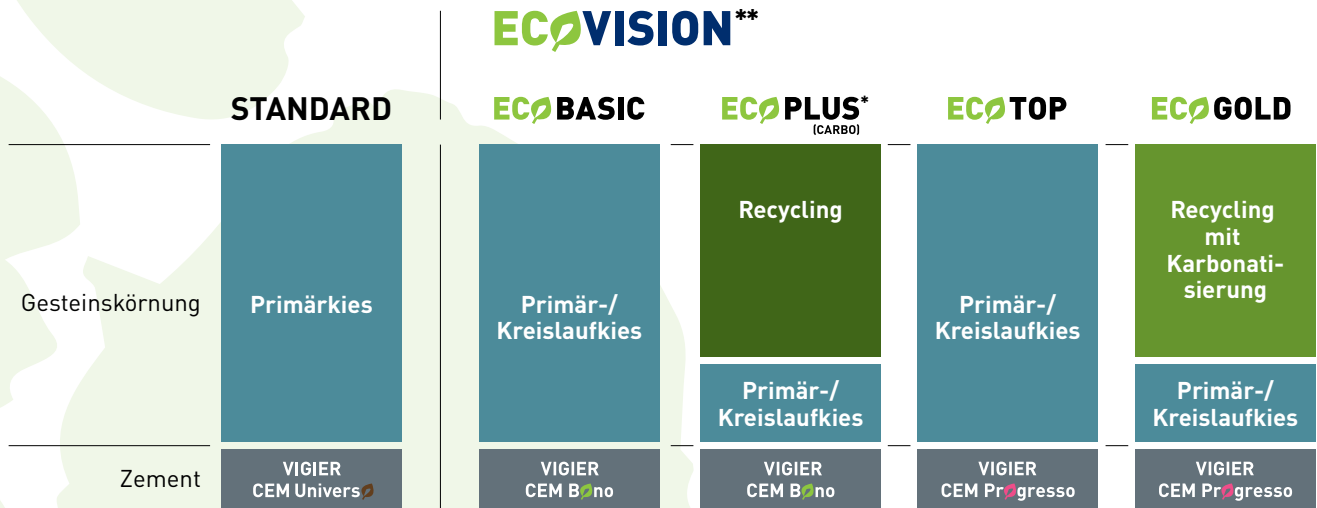 ECOVISION**
STANDARD
ECOBASIC
ECOPLUS*
(CARBO)
ECOTOP
ECOGOLD
Gesteinskörnung
Primärkies
Primär-/
Kreislaufkies
Recycling
Primär-/
Kreislaufkies
Primär-/
Kreislaufkies
Recycling
mit
Karbonati-
sierung
Primär-/
Kreislaufkies
Zement
VIGIER
CEM Universo
VIGIER
CEM Bono
VIGIER
CEM Bono
VIGIER
CEM Progresso
VIGIER
CEM Progresso